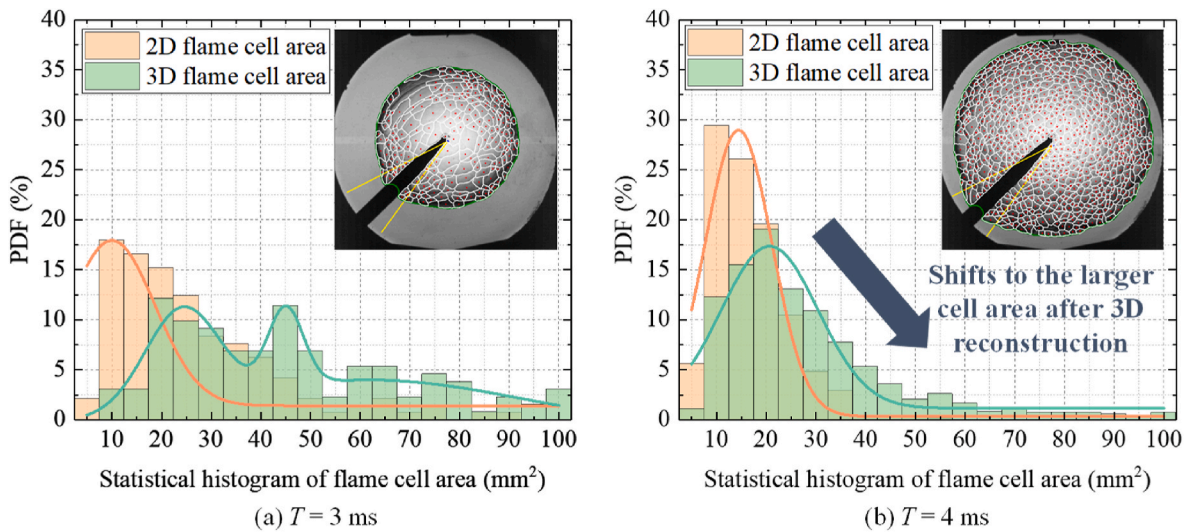 40
35
30
25
20
15
10
5
0
PDF (%)
2D flame cell area
3D flame cell area
10 20 30 40 50 60 70 80 90 100
Statistical histogram of flame cell area (mm²)
(a) T = 3 ms
40
35
30
25
20
15
10
5
0
PDF (%)
2D flame cell area
3D flame cell area
Shifts to the larger
cell area after 3D
reconstruction
10 20 30 40 50 60 70 80 90 100
Statistical histogram of flame cell area (mm²)
(b) T = 4 ms